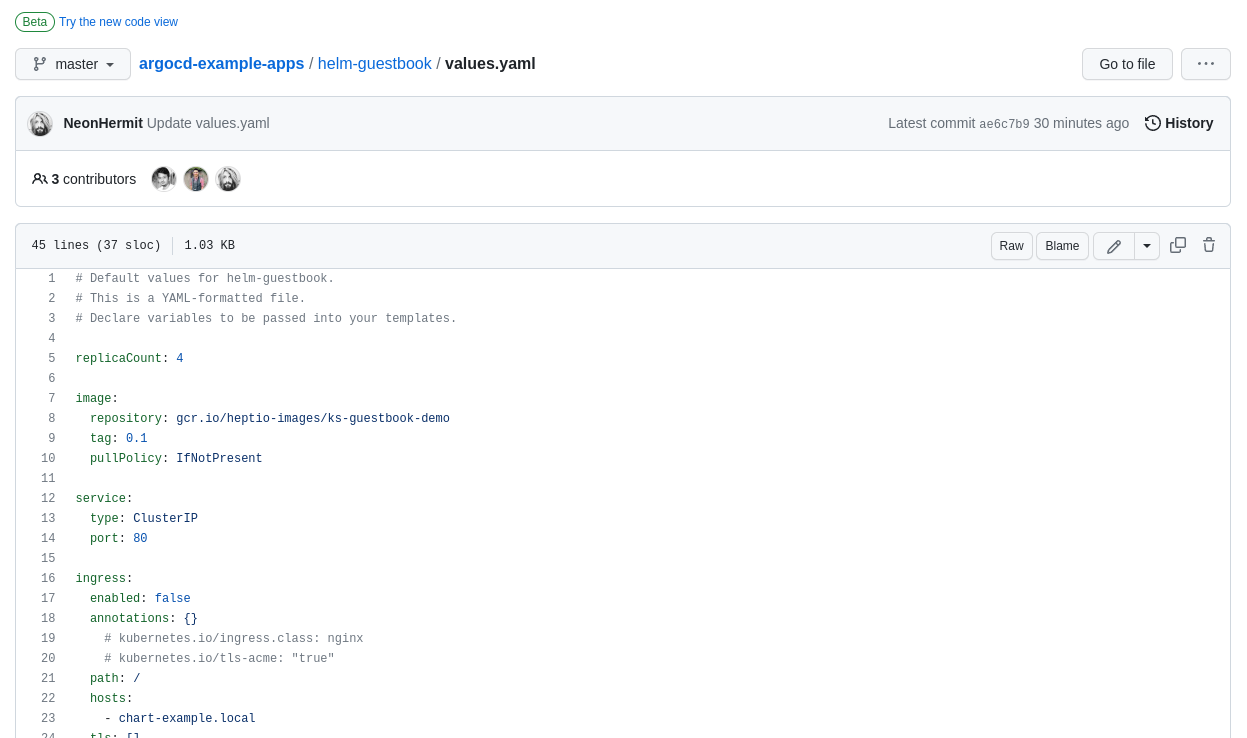 Beta Try the new code view
master argocd-example-apps / helm-guestbook / values.yaml Go to file ...
NeonHermit Update values.yaml Latest commit ae6c7b9 30 minutes ago History
3 contributors
45 lines (37 sloc) 1.03 KB Raw Blame
1 # Default values for helm-guestbook.
2 # This is a YAML-formatted file.
3 # Declare variables to be passed into your templates.
4
5 replicaCount: 4
6
7 image:
8   repository: gcr.io/heptio-images/ks-guestbook-demo
9   tag: 0.1
10   pullPolicy: IfNotPresent
11
12 service:
13   type: ClusterIP
14   port: 80
15
16 ingress:
17   enabled: false
18   annotations: {}
19     # kubernetes.io/ingress.class: nginx
20     # kubernetes.io/tls-acme: "true"
21   path: /
22   hosts:
23     - chart-example.local
24   tls: []